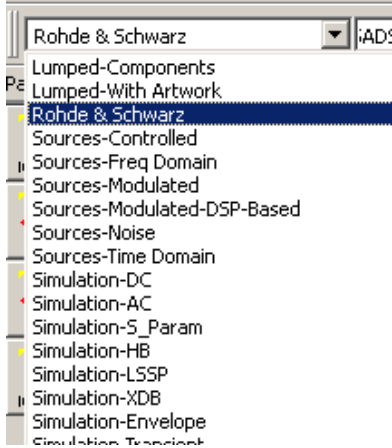 Rohde & Schwarz
Lumped-Components
Lumped-With Artwork
Rohde & Schwarz
Sources-Controlled
Sources-Freq Domain
Sources-Modulated
Sources-Modulated-DSP-Based
Sources-Noise
Sources-Time Domain
Simulation-DC
Simulation-AC
Simulation-S_Param
Simulation-HB
Simulation-LSSP
Simulation-XDB
Simulation-Envelope
Simulation-Transient